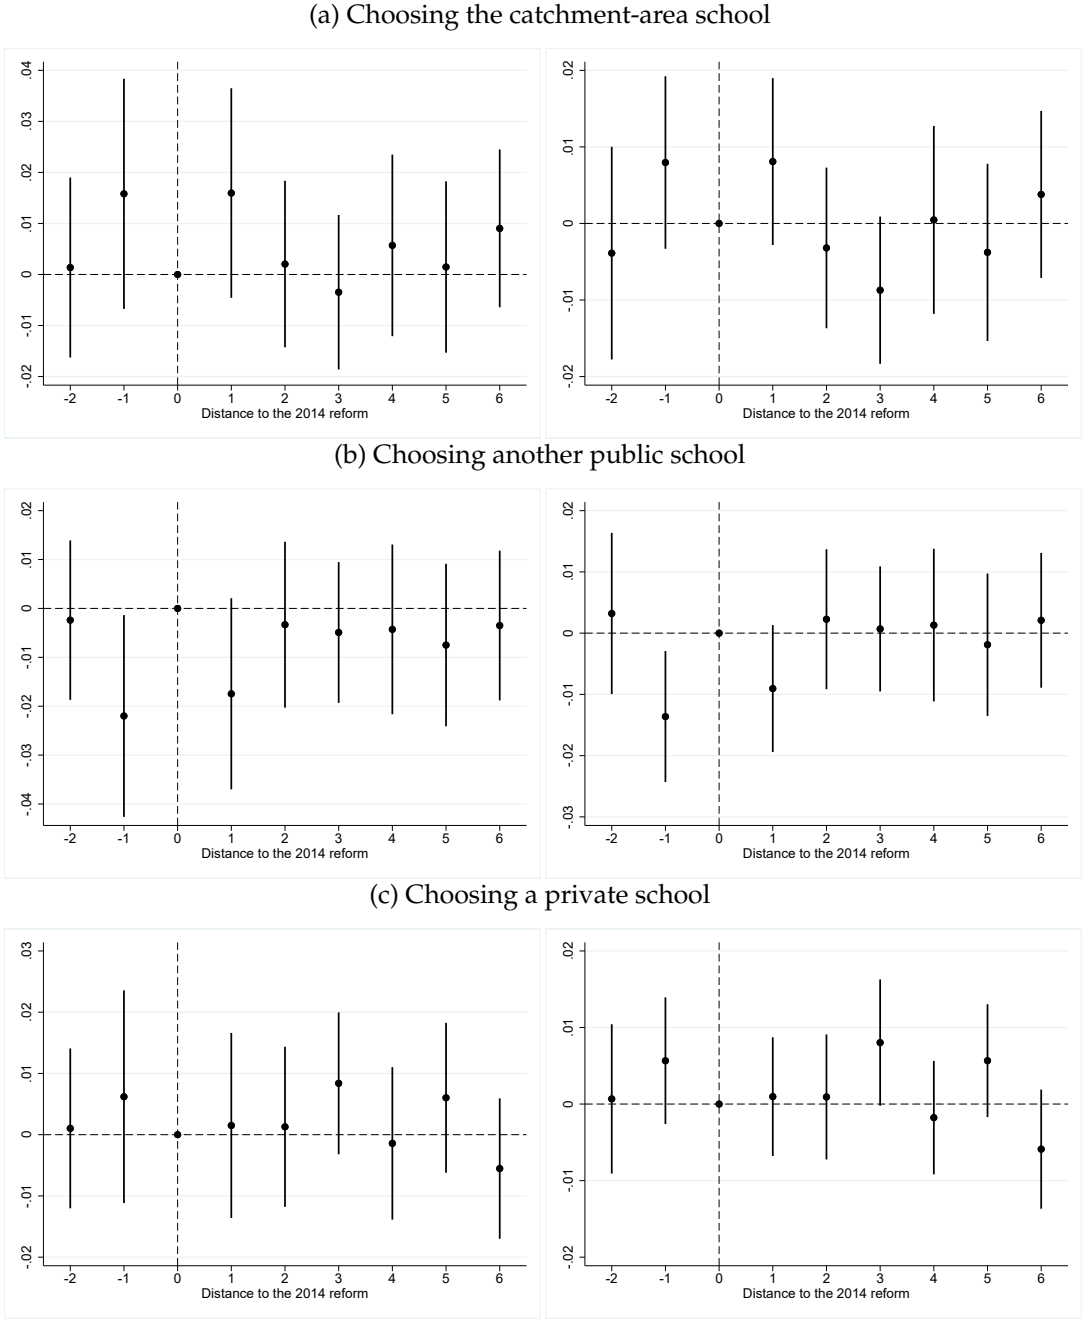 (a) Choosing the catchment-area school
.04
.03
.02
.01
0
-.01
-.02
-2 -1 0 1 2 3 4 5 6
Distance to the 2014 reform
.02
.01
0
-.01
-.02
-2 -1 0 1 2 3 4 5 6
Distance to the 2014 reform
(b) Choosing another public school
.02
.01
0
-.01
-.02
-.03
-.04
-2 -1 0 1 2 3 4 5 6
Distance to the 2014 reform
.02
.01
0
-.01
-.02
-.03
-2 -1 0 1 2 3 4 5 6
Distance to the 2014 reform
(c) Choosing a private school
.03
.02
.01
0
-.01
-.02
-2 -1 0 1 2 3 4 5 6
Distance to the 2014 reform
.02
.01
0
-.01
-.02
-2 -1 0 1 2 3 4 5 6
Distance to the 2014 reform